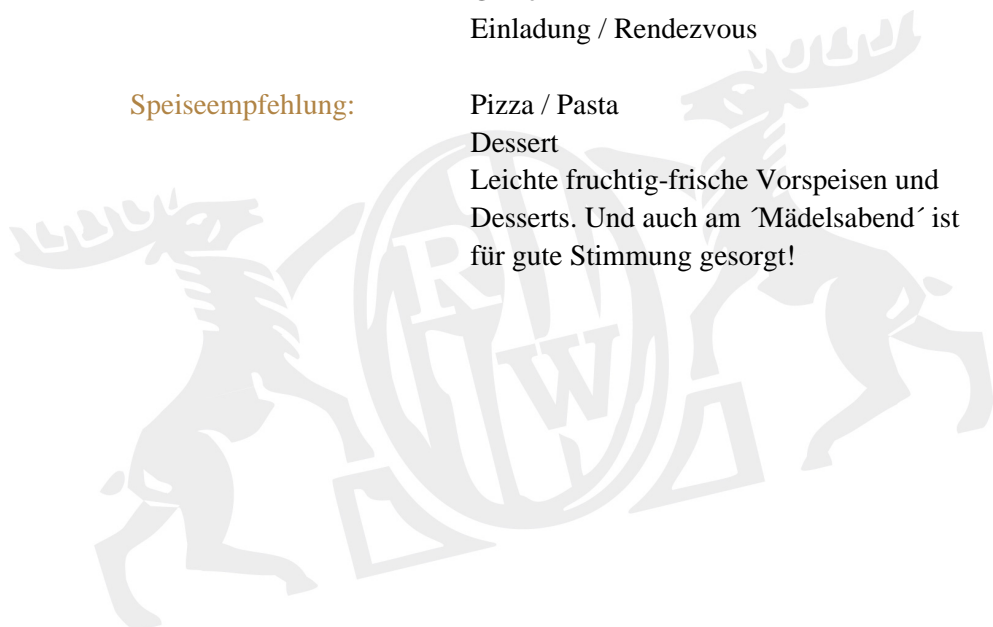 Einladung / Rendezvous
Speiseempfehlung: Pizza / Pasta
Dessert
Leichte fruchtig-frische Vorspeisen und
Desserts. Und auch am ´Mädelsabend´ ist
für gute Stimmung gesorgt!
R
W